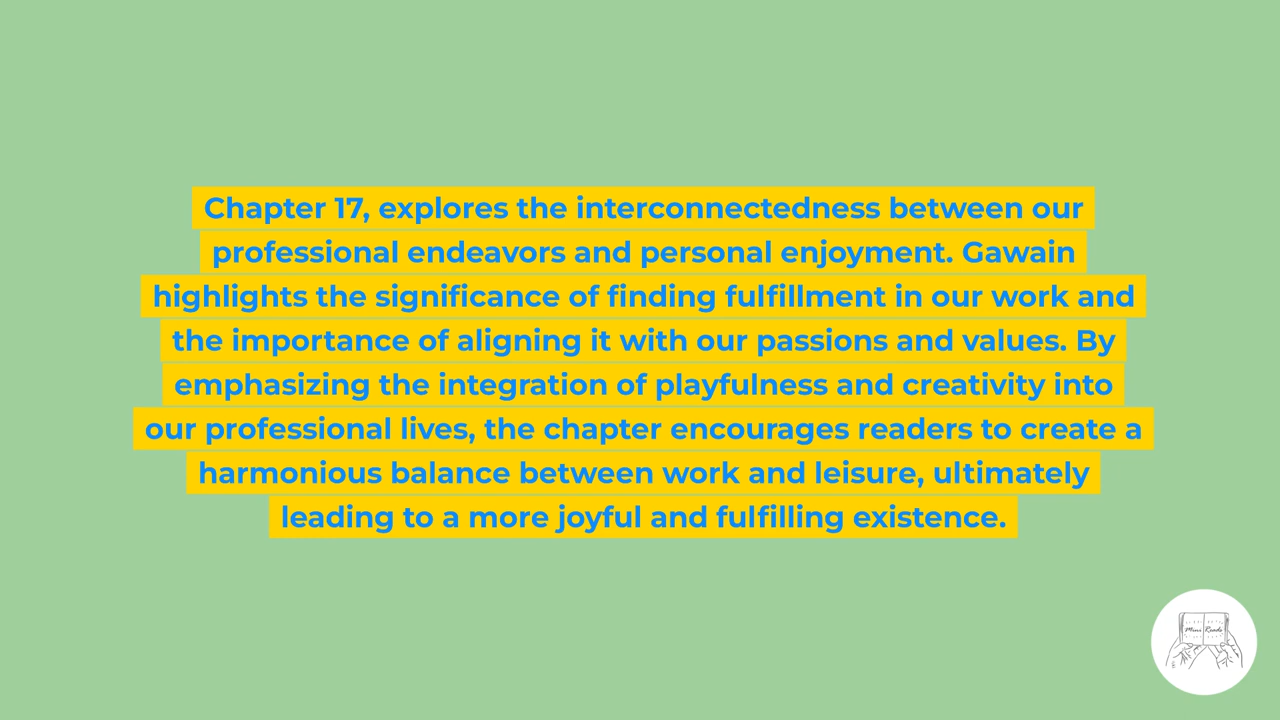 Chapter 17, explores the interconnectedness between our
professional endeavors and personal enjoyment. Gawain
highlights the significance of finding fulfillment in our work and
the importance of aligning it with our passions and values. By
emphasizing the integration of playfulness and creativity into
our professional lives, the chapter encourages readers to create a
harmonious balance between work and leisure, ultimately
leading to a more joyful and fulfilling existence.
Mini Reads